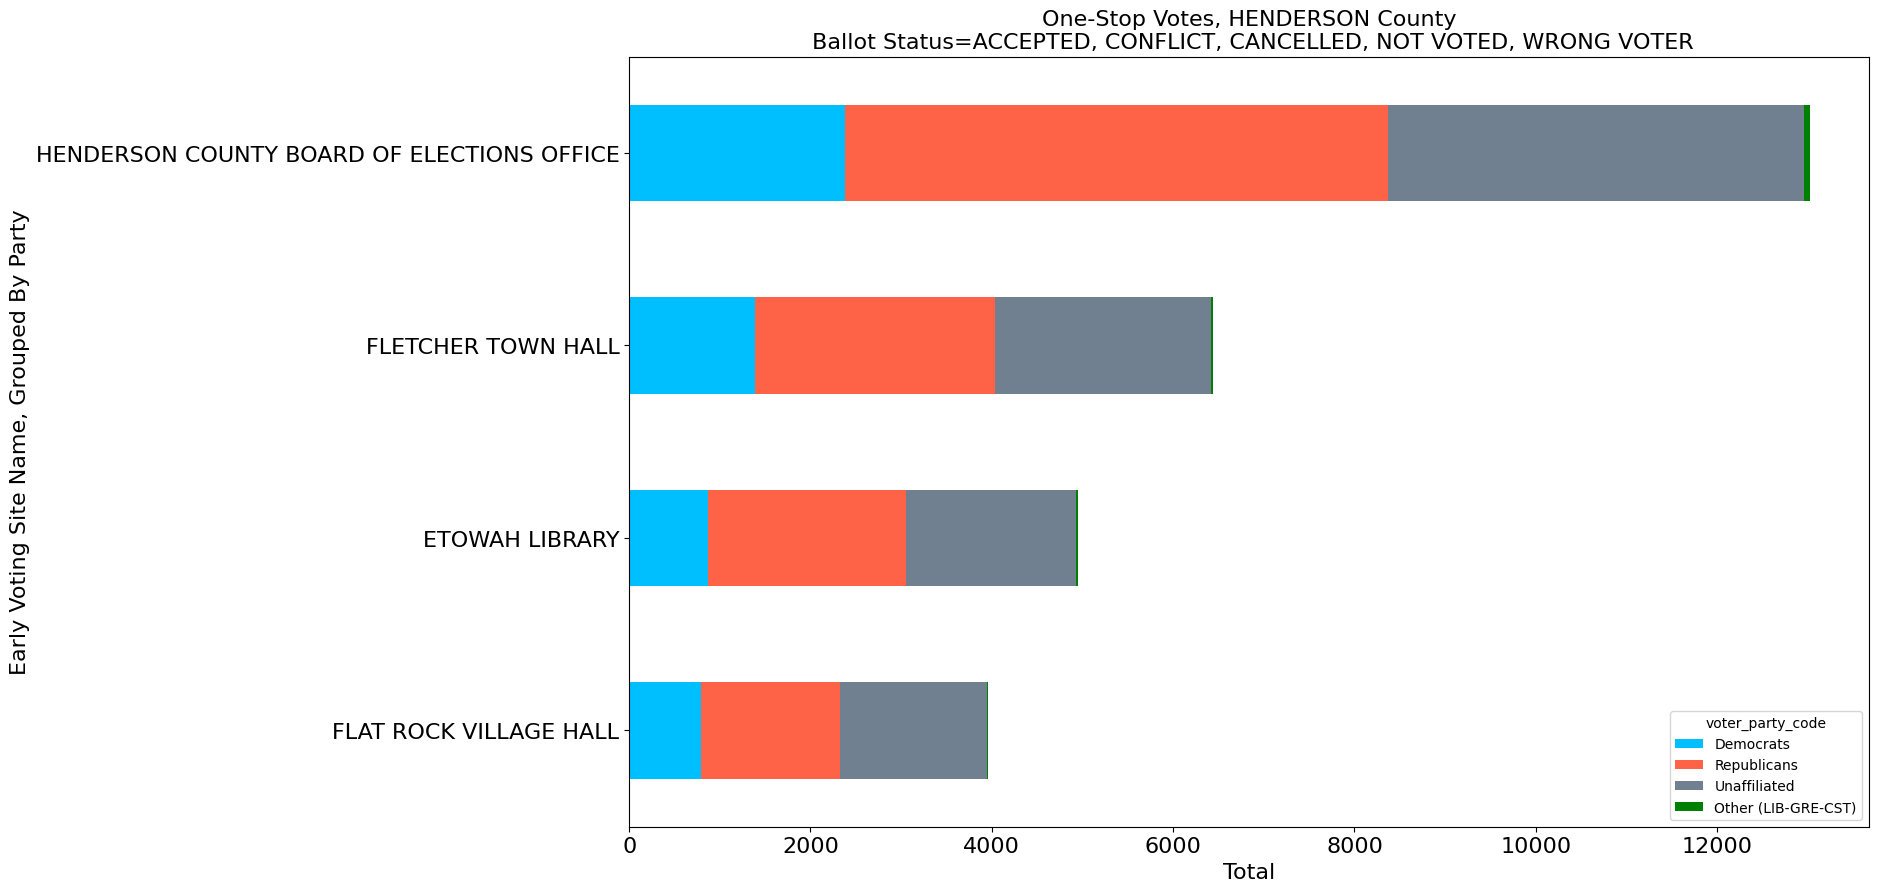 One-Stop Votes, HENDERSON County
Ballot Status=ACCEPTED, CONFLICT, CANCELLED, NOT VOTED, WRONG VOTER
Early Voting Site Name, Grouped By Party
HENDERSON COUNTY BOARD OF ELECTIONS OFFICE
FLETCHER TOWN HALL
ETOWAH LIBRARY
FLAT ROCK VILLAGE HALL
voter_party_code
Democrats
Republicans
Unaffiliated
Other (LIB-GRE-CST)
0 2000 4000 6000 8000 10000 12000
Total